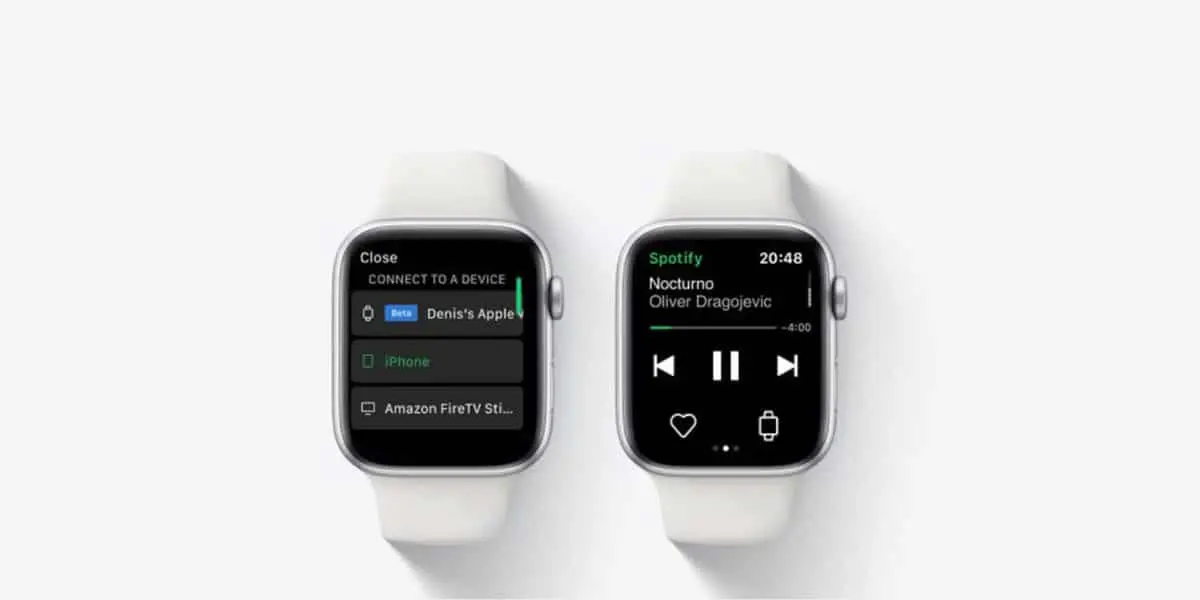 Close
CONNECT TO A DEVICE
Beta Denis's Apple
iPhone
Amazon FireTV Sti...
Spotify 20:48
Nocturno
Oliver Dragojevic
-4:00